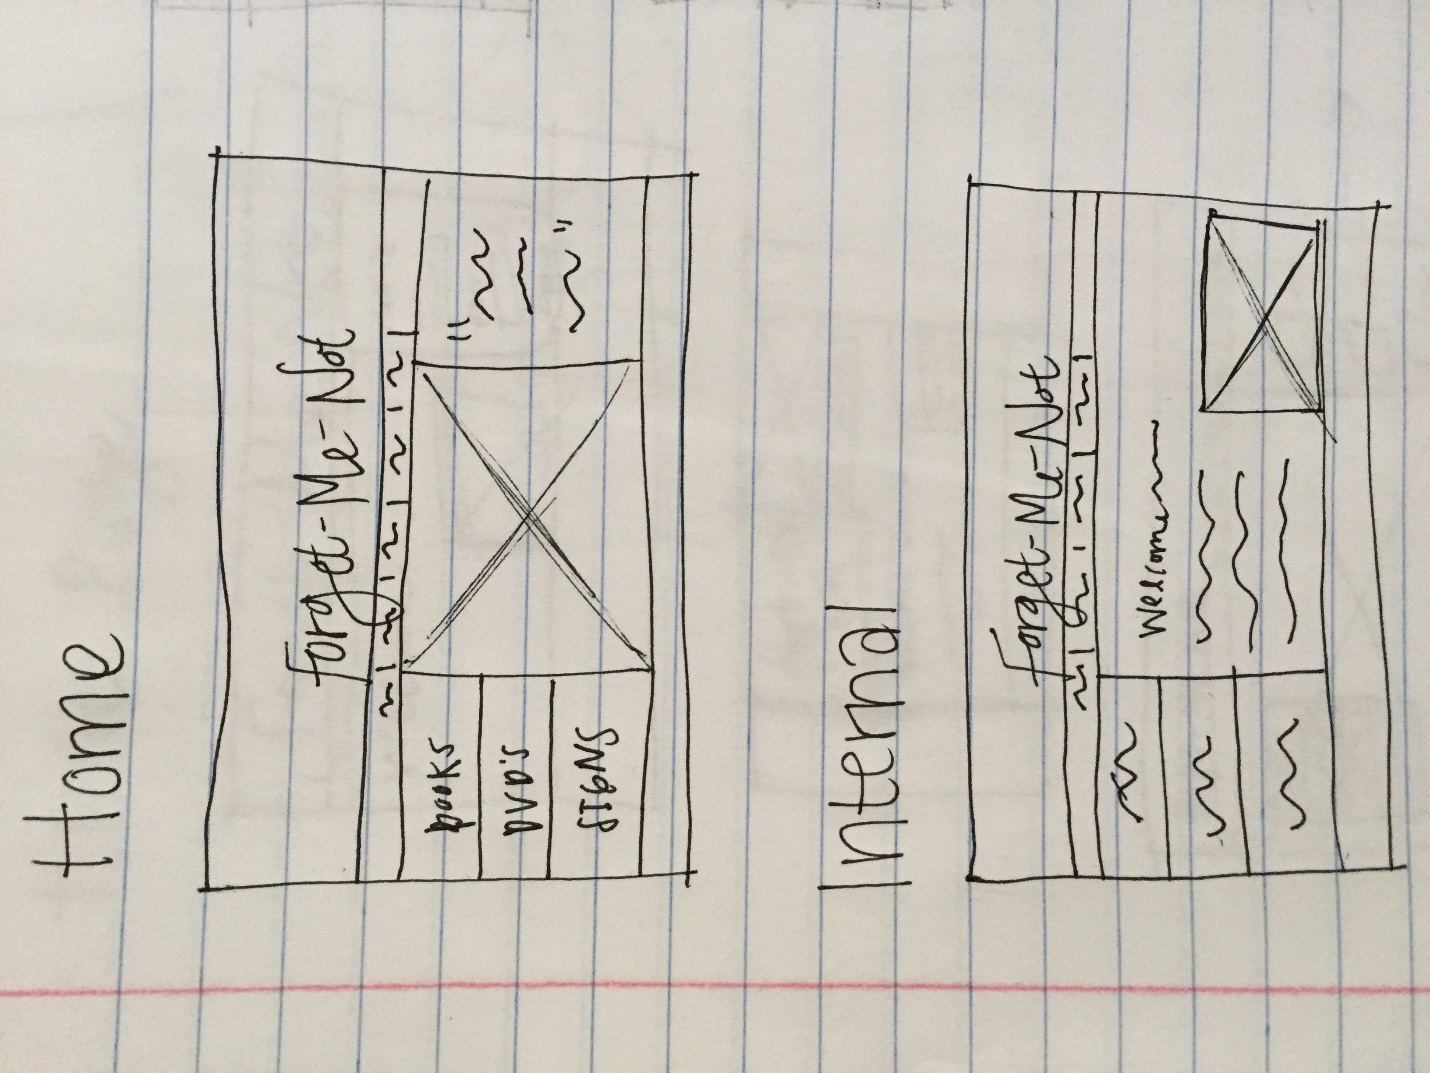 Home
Forget-Me-Not
BOOKS
DVD'S
SIGNS
Internal
Forget-Me-Not
Welcome